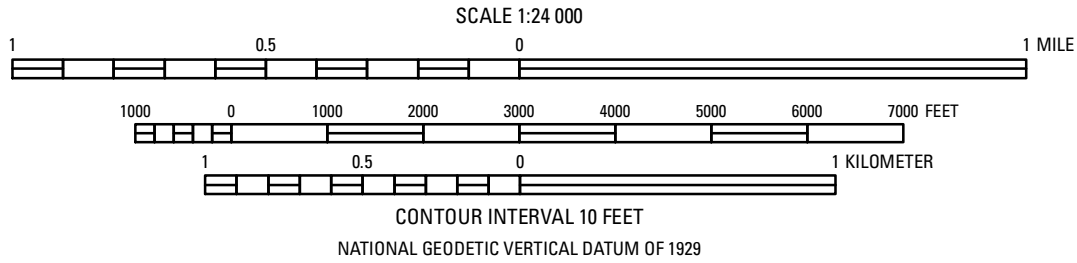 SCALE 1:24 000
1 0.5 0 1 MILE
1000 0 1000 2000 3000 4000 5000 6000 7000 FEET
1 0.5 0 1 KILOMETER
CONTOUR INTERVAL 10 FEET
NATIONAL GEODETIC VERTICAL DATUM OF 1929